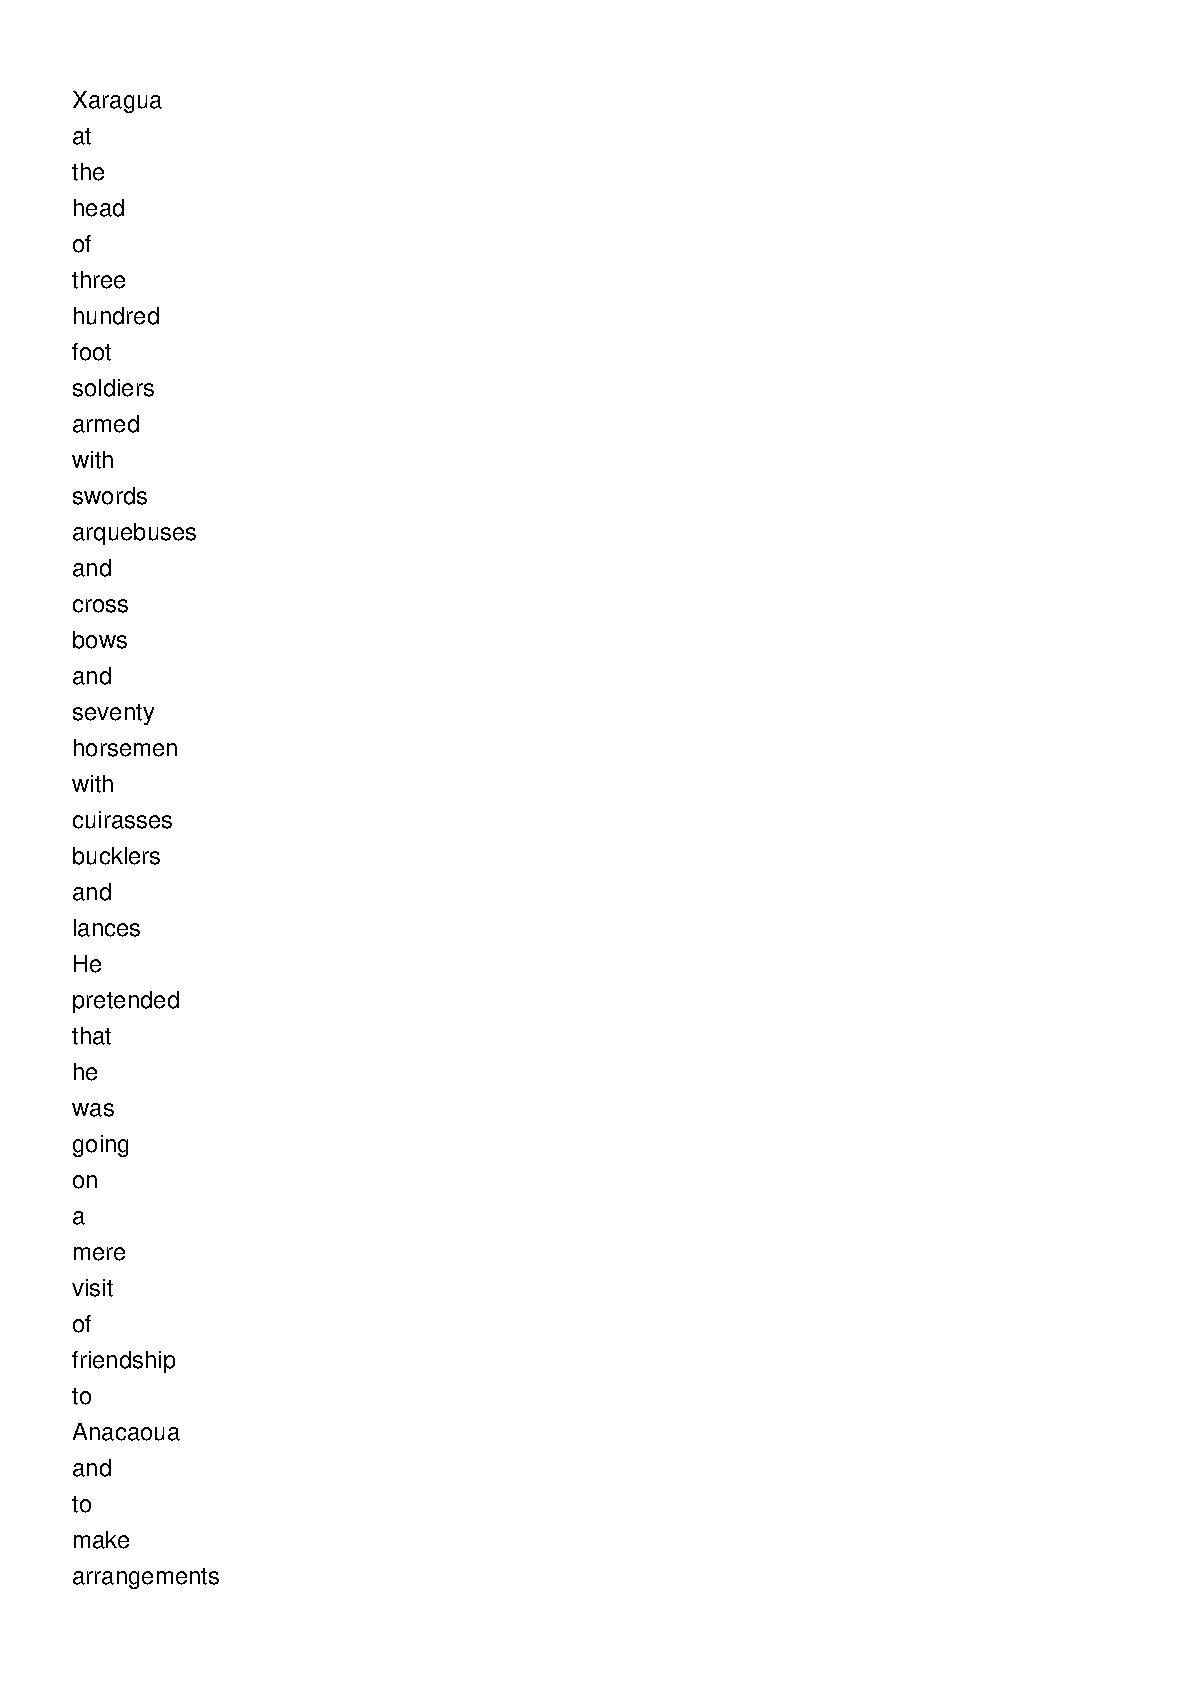 Xaragua
at
the
head
of
three
hundred
foot
soldiers
armed
with
swords
arquebuses
and
cross
bows
and
seventy
horsemen
with
cuirasses
bucklers
and
lances
He
pretended
that
he
was
going
on
a
mere
visit
of
friendship
to
Anacaoua
and
to
make
arrangements